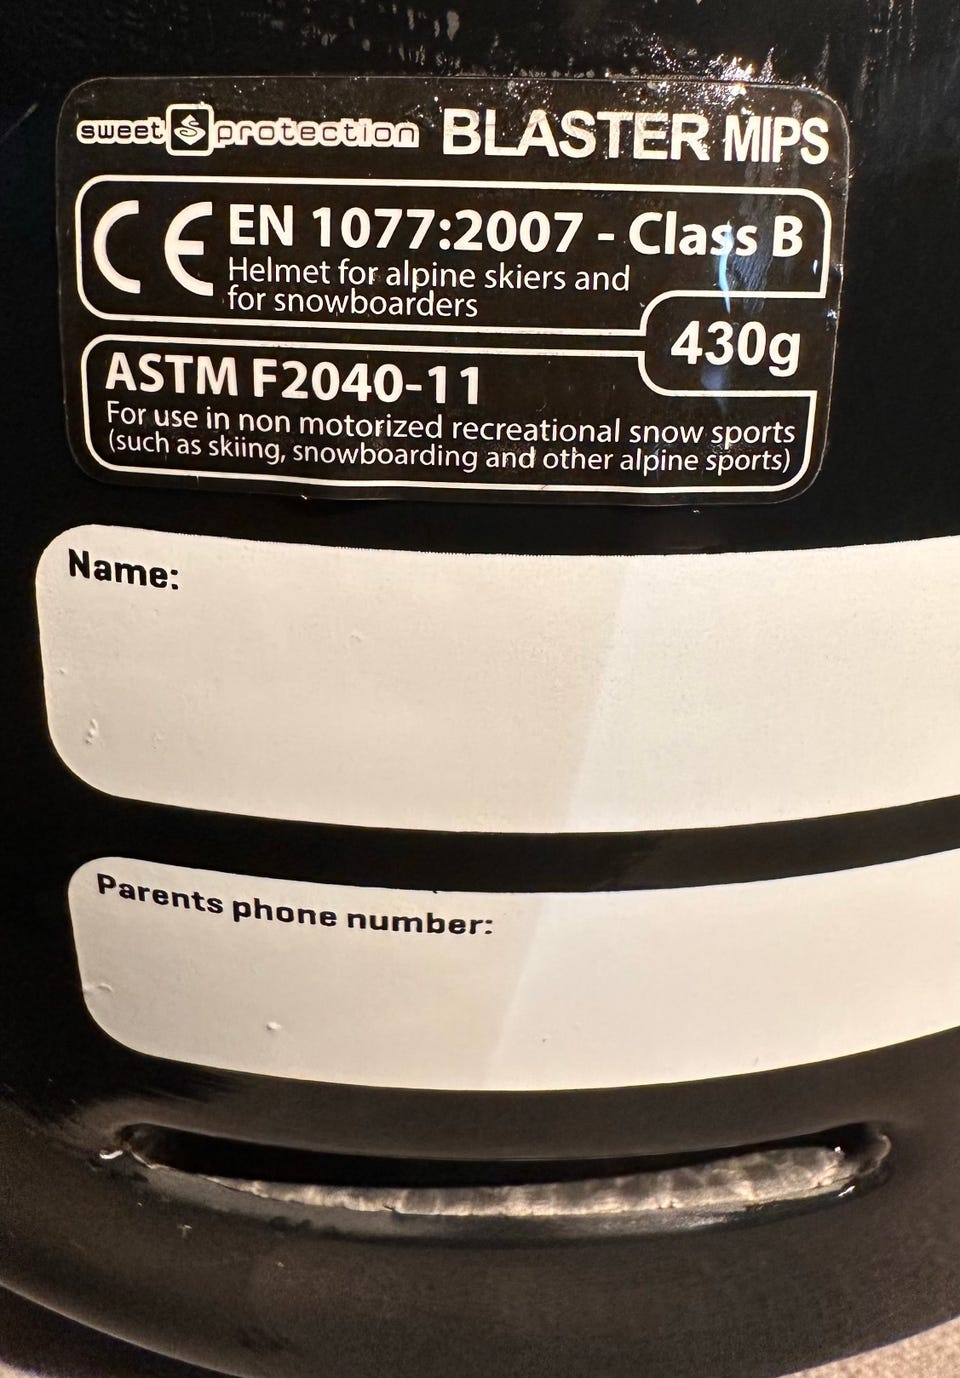 sweet protection BLASTER MIPS
CE EN 1077:2007 - Class B
Helmet for alpine skiers and
for snowboarders
430g
ASTM F2040-11
For use in non motorized recreational snow sports
(such as skiing, snowboarding and other alpine sports)
Name:
Parents phone number: